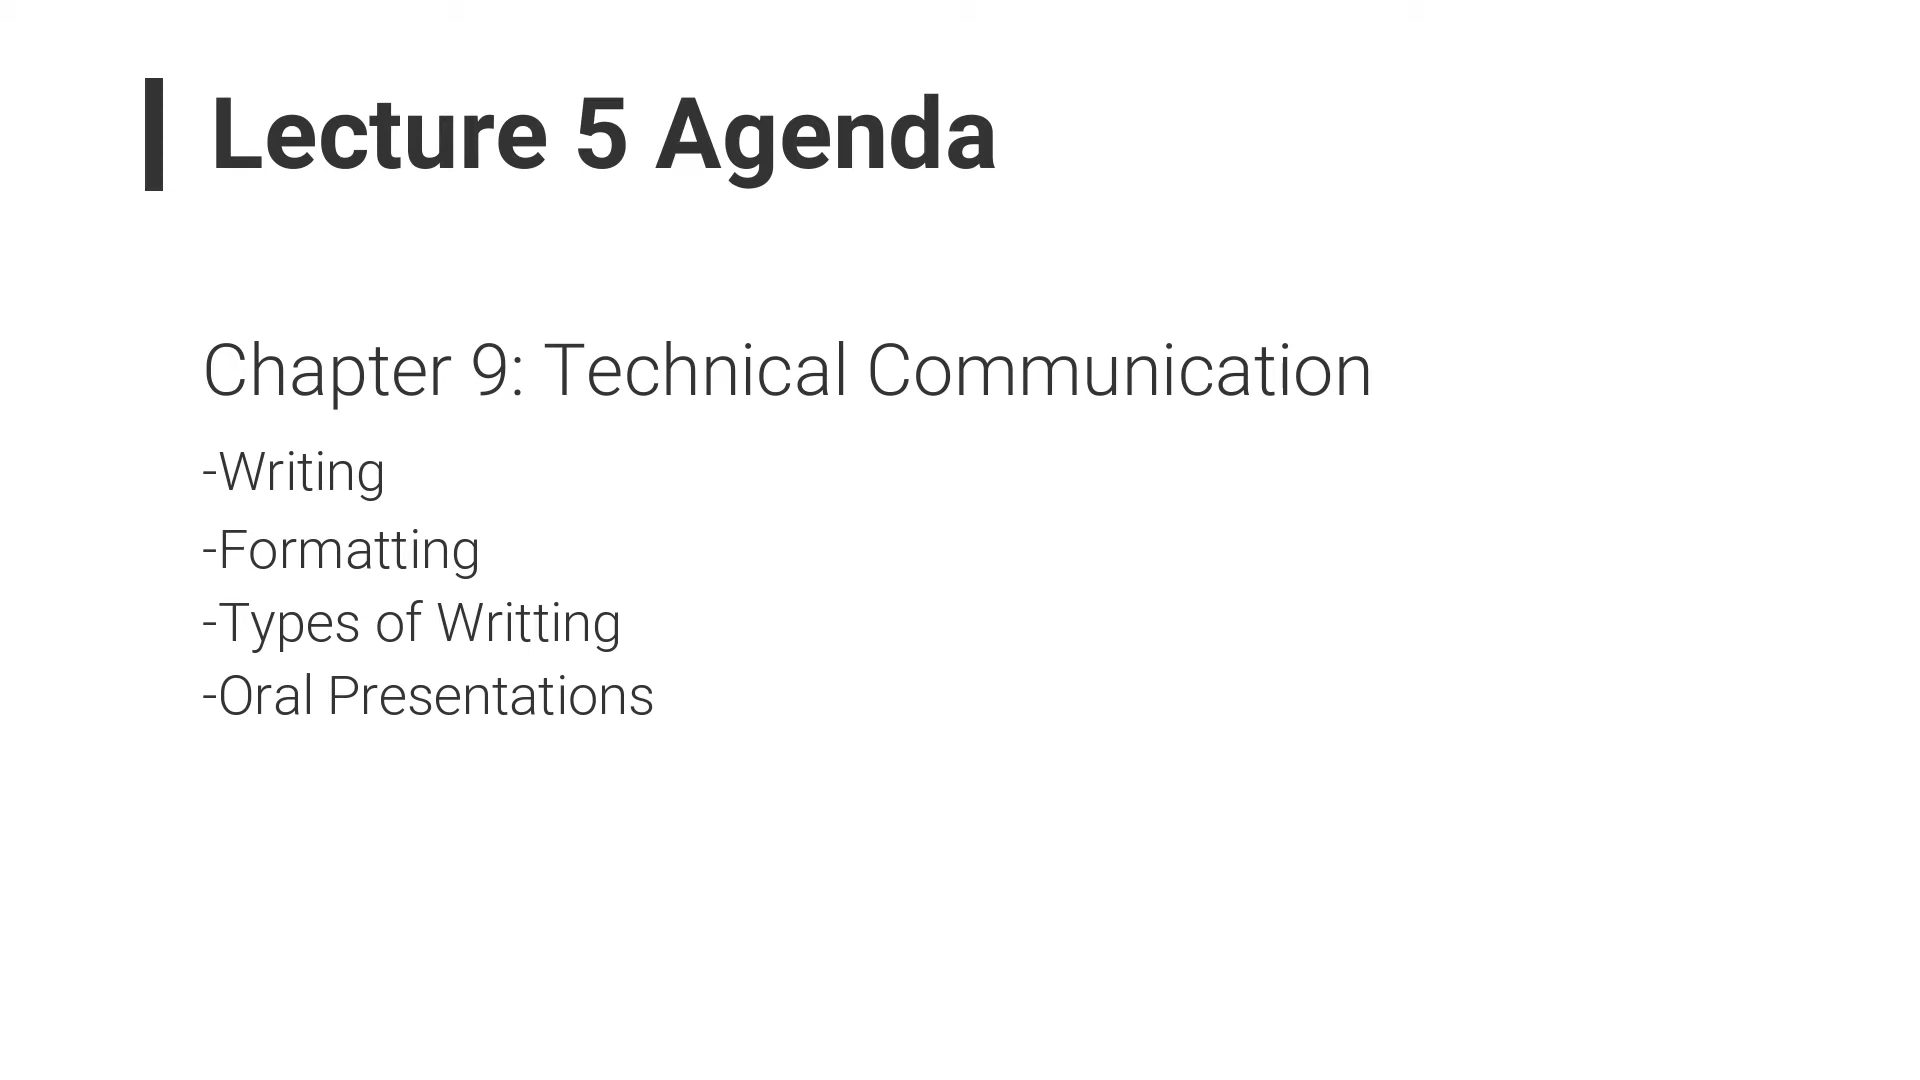 Lecture 5 Agenda
Chapter 9: Technical Communication
-Writing
-Formatting
-Types of Writting
-Oral Presentations